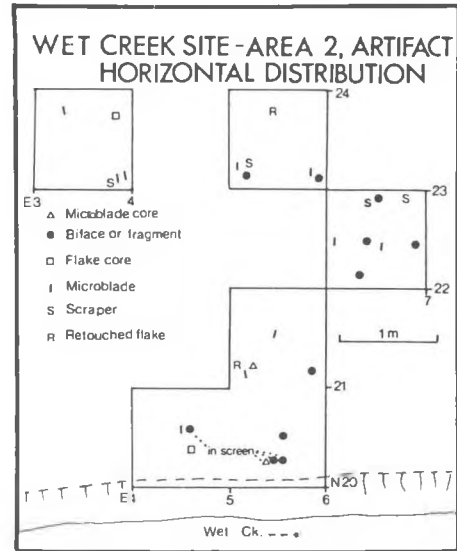 WET CREEK SITE-AREA 2, ARTIFACT
HORIZONTAL DISTRIBUTION
24
I
R
I S
I
S I I
E3
4
23
S
S
△ Microblade core
● Biface or fragment
□ Flake core
I Microblade
S Scraper
R Retouched flake
I
I
22
7
1 m
I
R
I
21
I
in screen
N20
E4
5
6
Wet Ck.